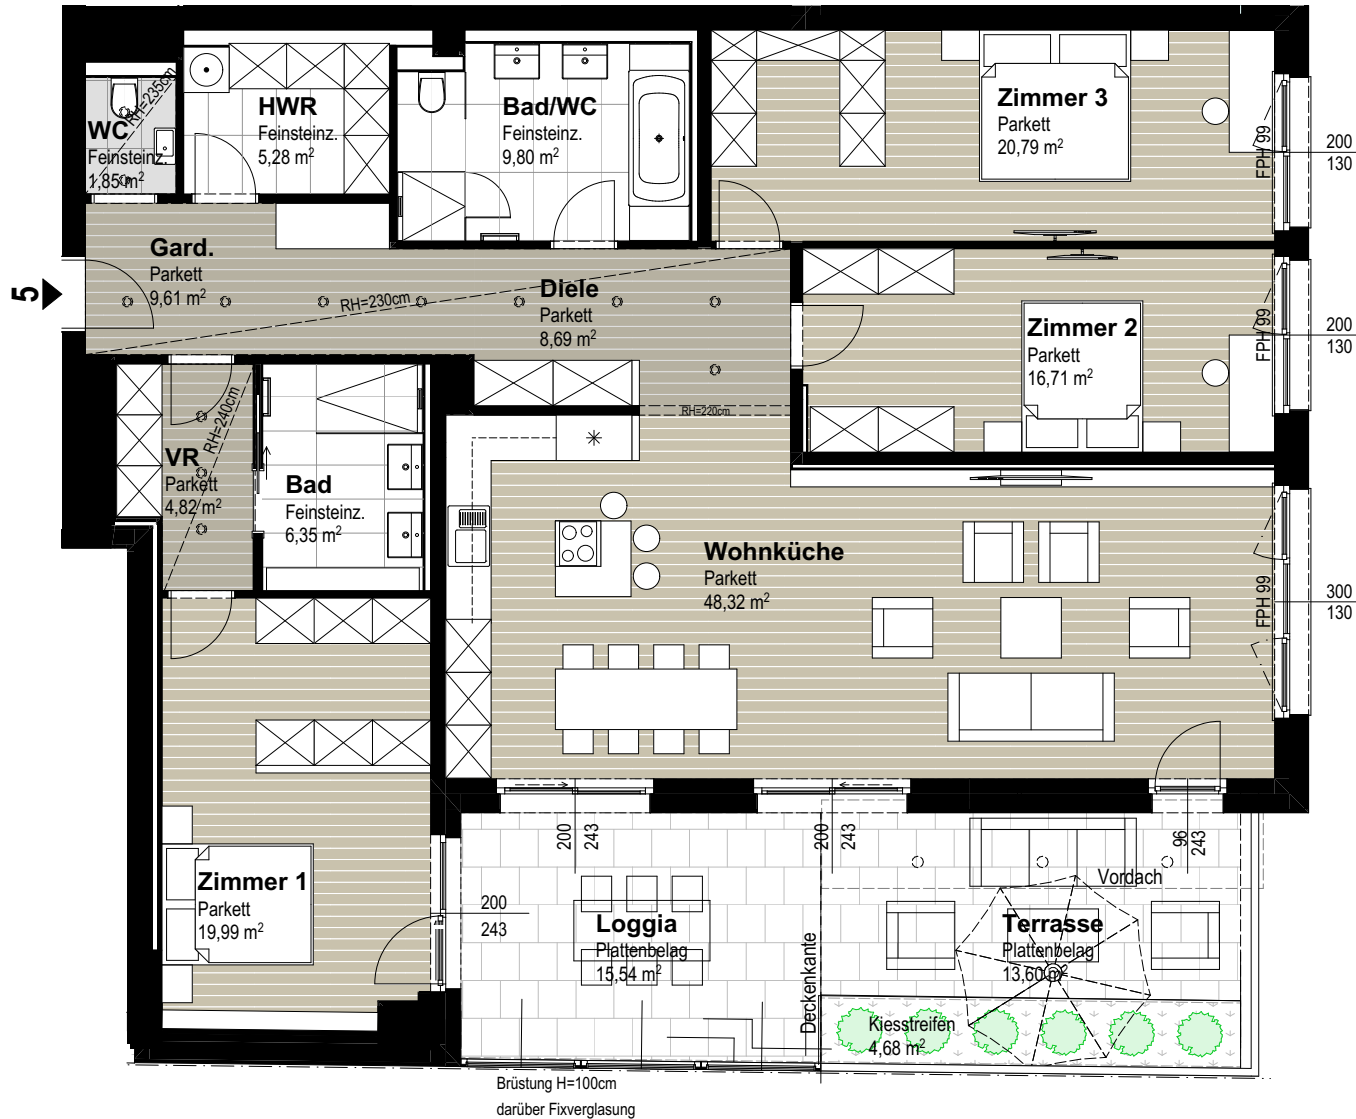 WC
Feinsteinz.
1,85 m²
RH=235cm
HWR
Feinsteinz.
5,28 m²
Bad/WC
Feinsteinz.
9,80 m²
Zimmer 3
Parkett
20,79 m²
FPH 99
200
130
5
Gard.
Parkett
9,61 m²
RH=230cm
Diele
Parkett
8,69 m²
Zimmer 2
Parkett
16,71 m²
FPH 99
200
130
RH=220cm
VR
Parkett
4,82 m²
RH=240cm
Bad
Feinsteinz.
6,35 m²
Wohnküche
Parkett
48,32 m²
FPH 99
300
130
Zimmer 1
Parkett
19,99 m²
200
243
200
243
200
243
96
243
Loggia
Plattenbelag
15,54 m²
Deckenkante
Vordach
Terrasse
Plattenbelag
13,60 m²
Kiesstreifen
4,68 m²
Brüstung H=100cm
darüber Fixverglasung